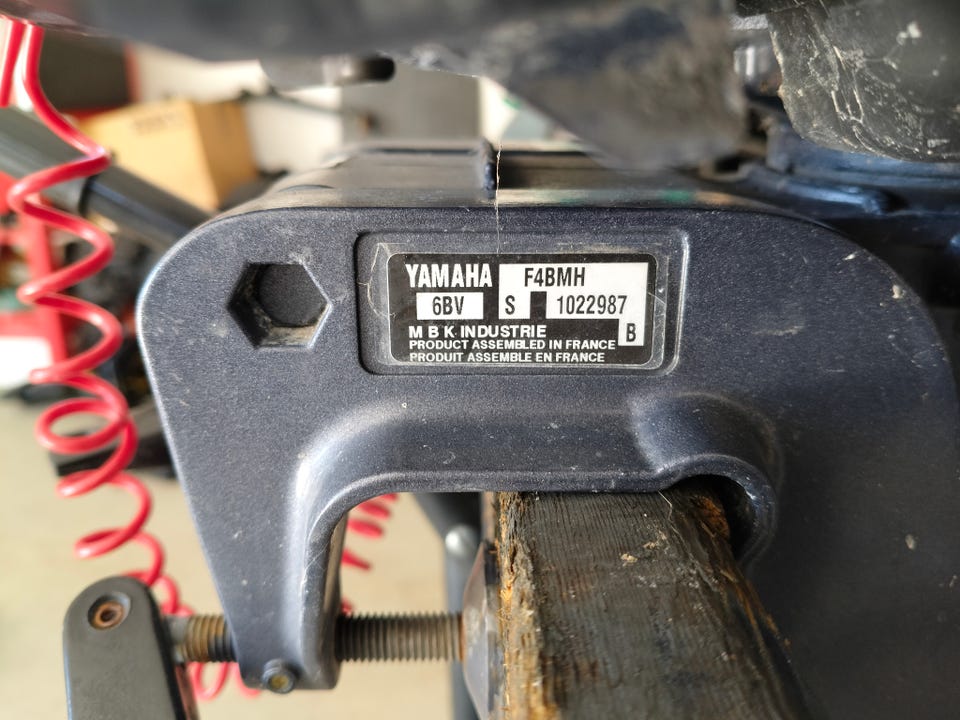 YAMAHA F4BMH
6BV S 1022987
B
M B K INDUSTRIE
PRODUCT ASSEMBLED IN FRANCE
PRODUIT ASSEMBLE EN FRANCE